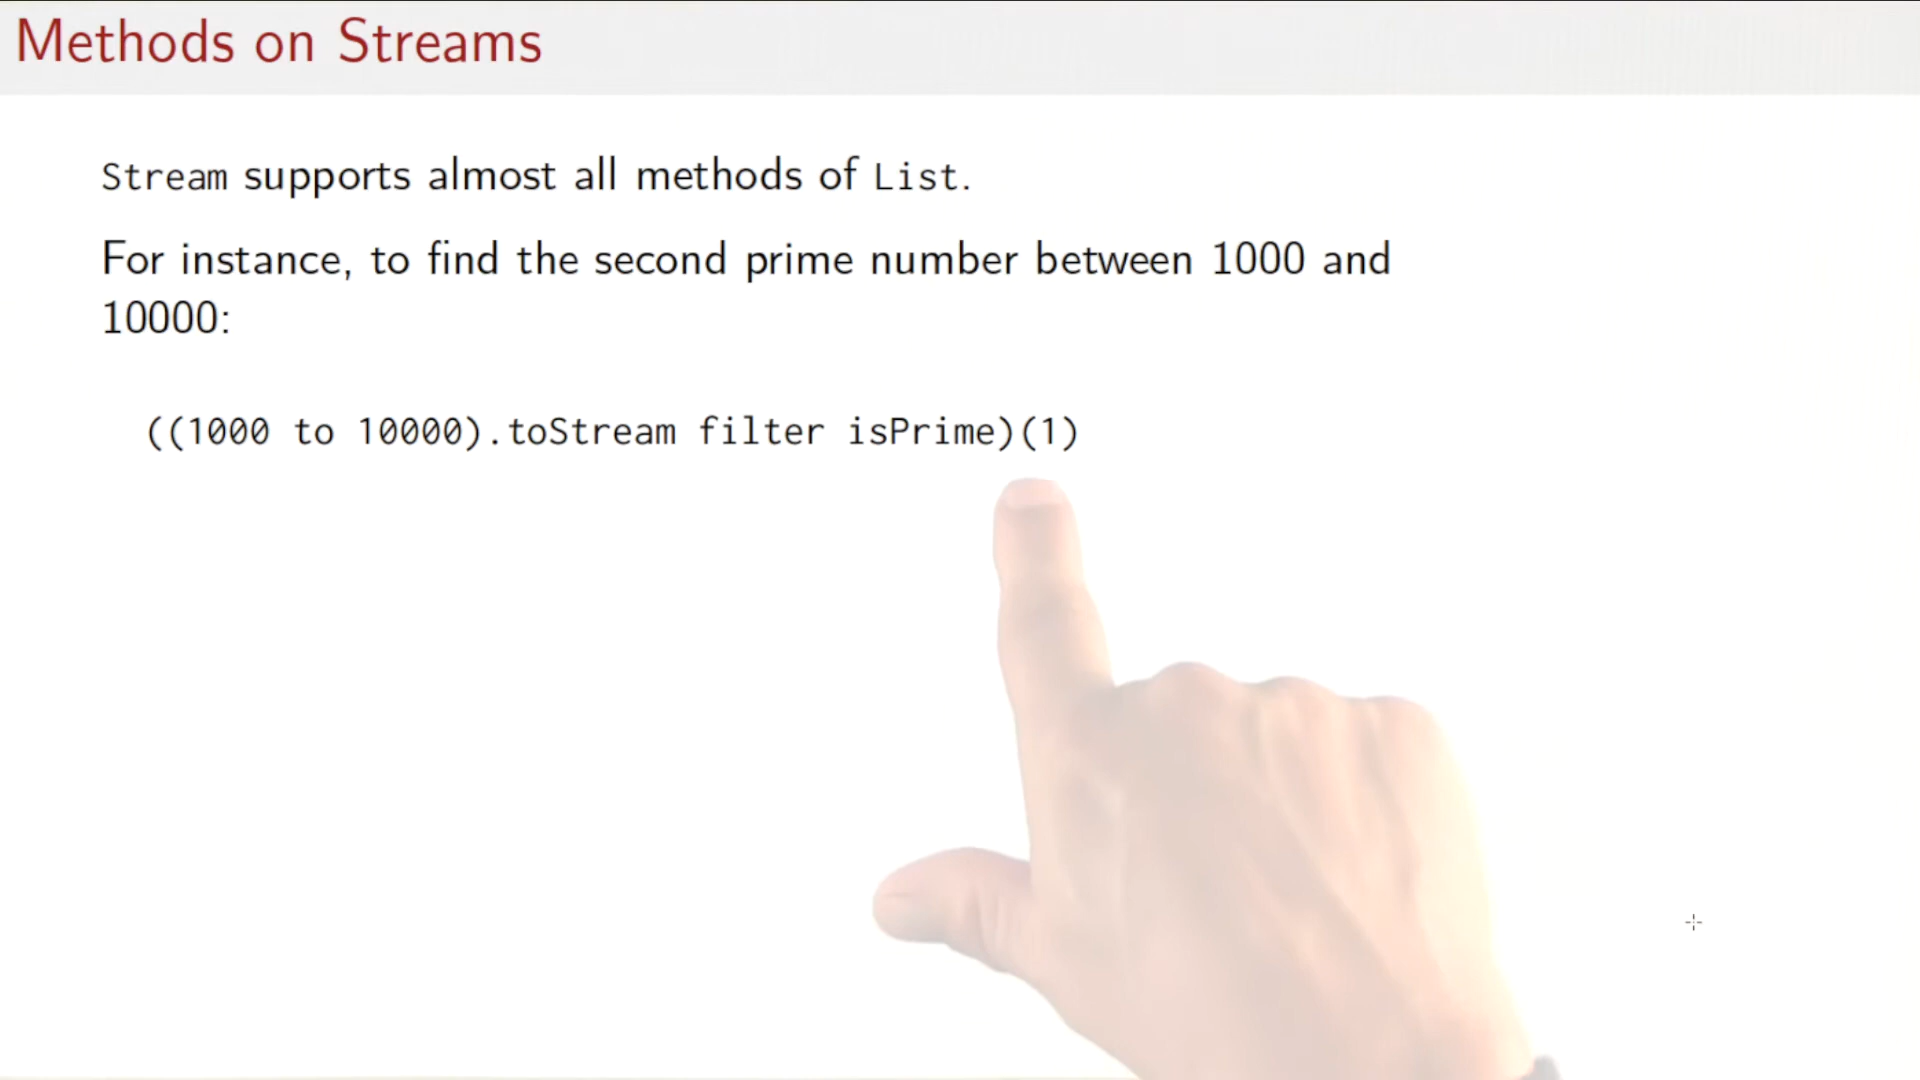 Methods on Streams
Stream supports almost all methods of List.
For instance, to find the second prime number between 1000 and
10000:
((1000 to 10000).toStream filter isPrime)(1)